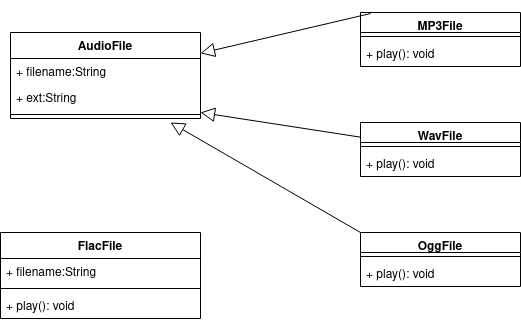 AudioFile
+ filename:String
+ ext:String
MP3File
+ play(): void
WavFile
+ play(): void
FlacFile
+ filename:String
+ play(): void
OggFile
+ play(): void